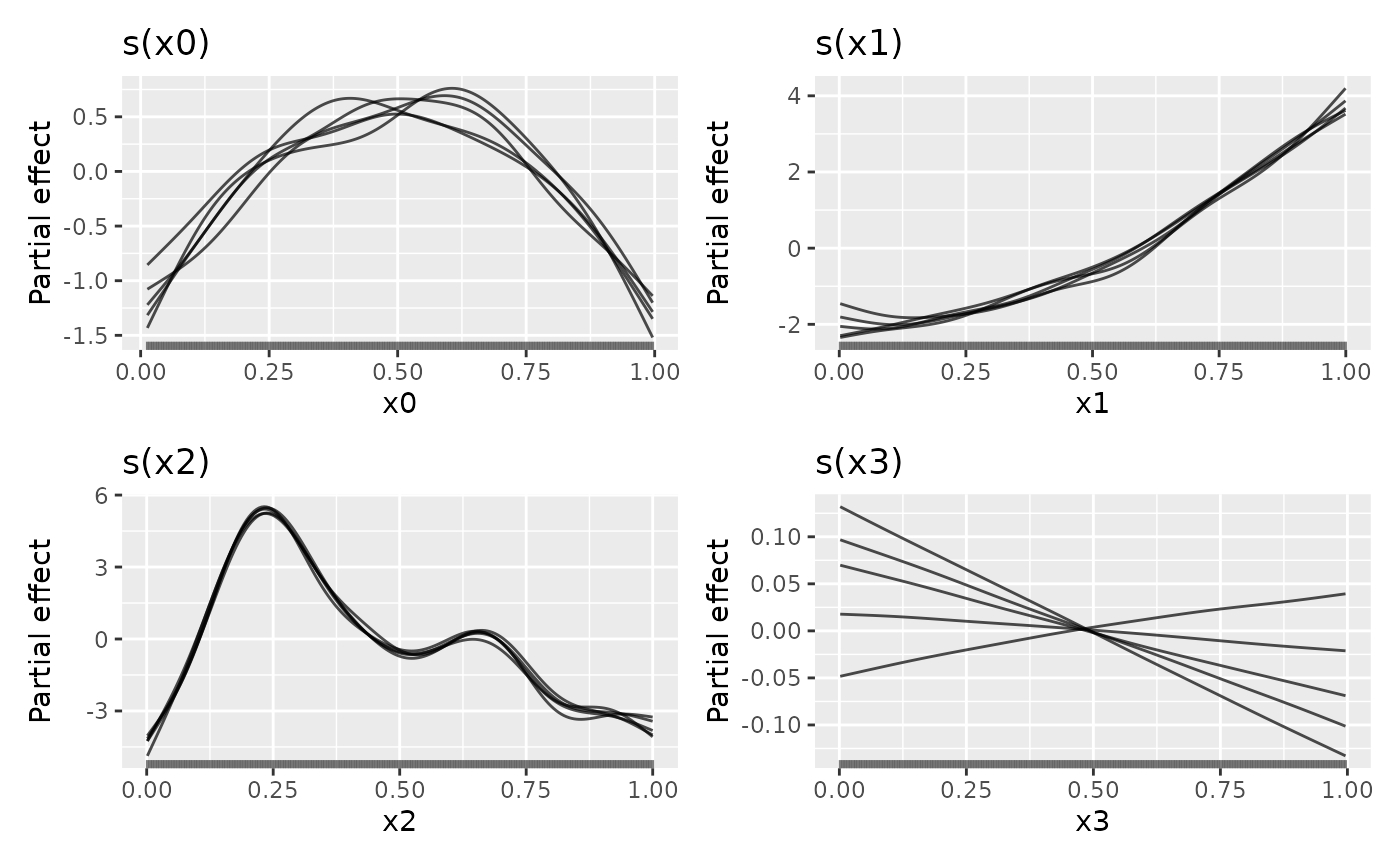 s(x0)
Partial effect
0.5
0.0
-0.5
-1.0
-1.5
0.00 0.25 0.50 0.75 1.00
x0
s(x1)
Partial effect
4
2
0
-2
0.00 0.25 0.50 0.75 1.00
x1
s(x2)
Partial effect
6
3
0
-3
0.00 0.25 0.50 0.75 1.00
x2
s(x3)
Partial effect
0.10
0.05
0.00
-0.05
-0.10
0.00 0.25 0.50 0.75 1.00
x3